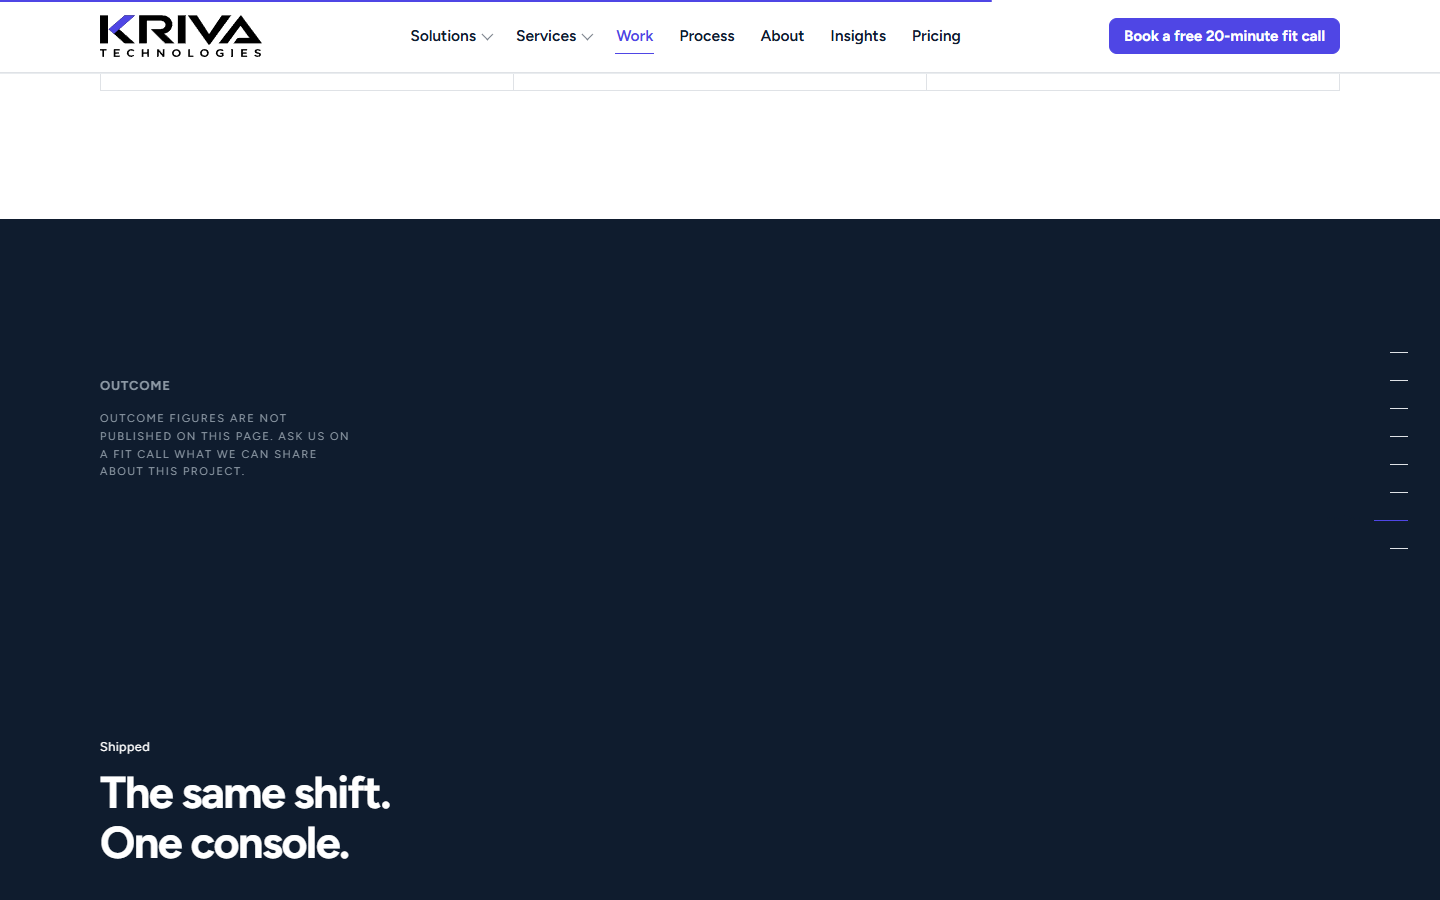 KRIVA
TECHNOLOGIES
Solutions
Services
Work
Process
About
Insights
Pricing
Book a free 20-minute fit call
OUTCOME
OUTCOME FIGURES ARE NOT
PUBLISHED ON THIS PAGE. ASK US ON
A FIT CALL WHAT WE CAN SHARE
ABOUT THIS PROJECT.
Shipped
The same shift.
One console.